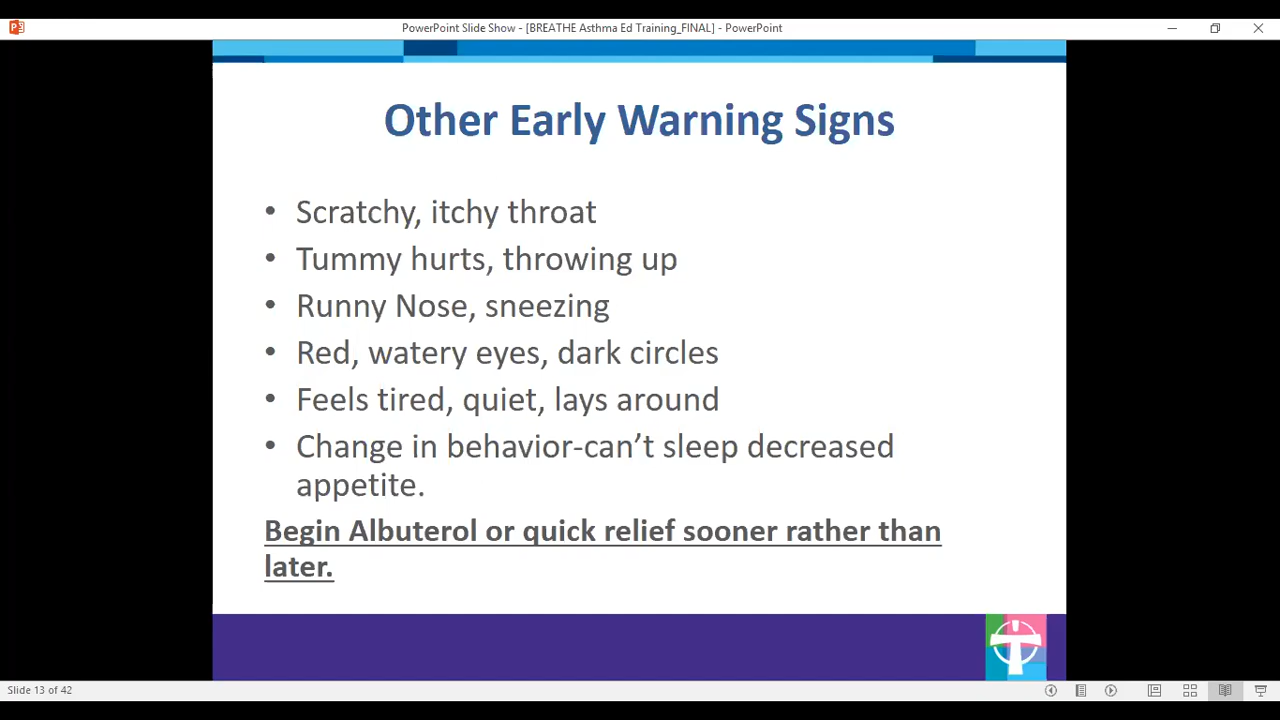 PowerPoint Slide Show - [BREATHE Asthma Ed Training_FINAL] - PowerPoint
Other Early Warning Signs
• Scratchy, itchy throat
• Tummy hurts, throwing up
• Runny Nose, sneezing
• Red, watery eyes, dark circles
• Feels tired, quiet, lays around
• Change in behavior-can’t sleep decreased
appetite.
Begin Albuterol or quick relief sooner rather than
later.
Slide 13 of 42